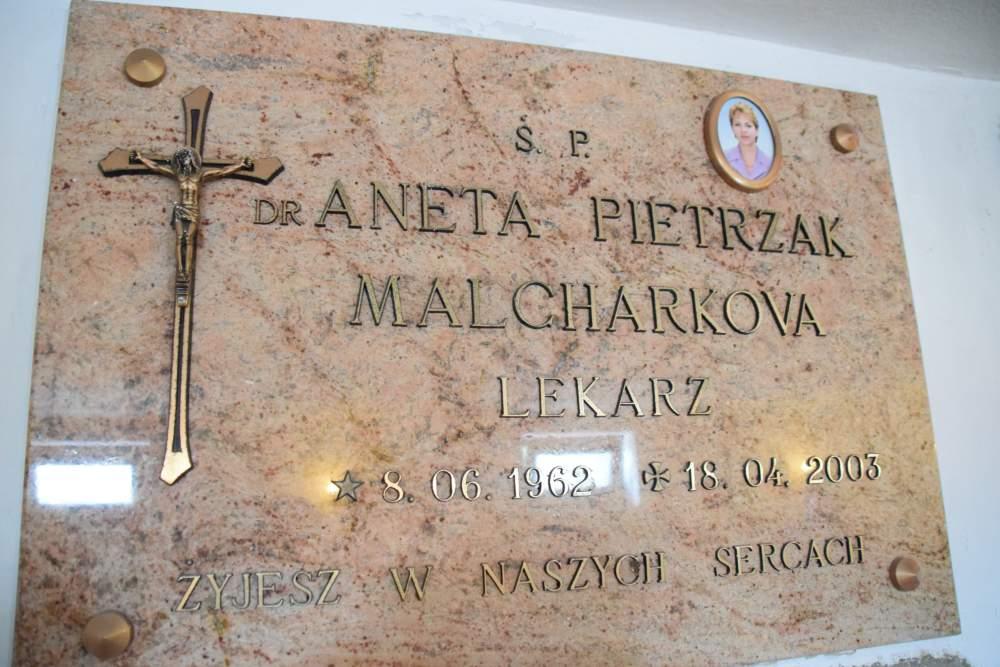 Ś. P.
DR ANETA PIETRZAK
MALCHARKOVA
LEKARZ
8. 06. 1962 18. 04. 2003
ŻYJESZ W NASZYCH SERCACH